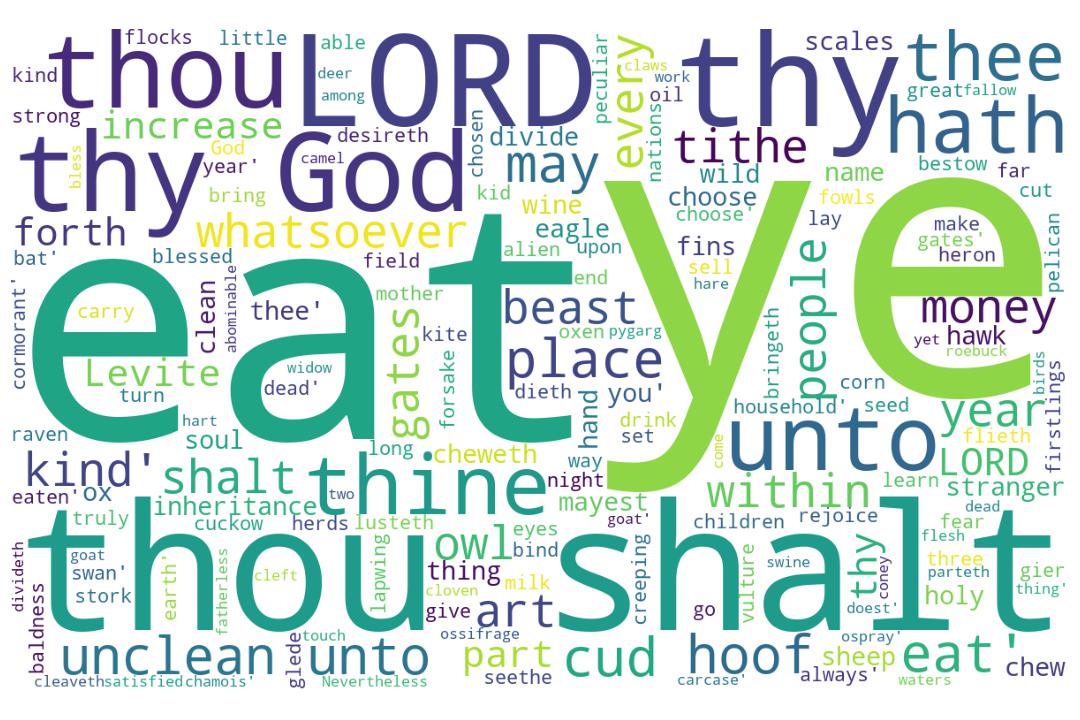 flocks little able LORD thy scales thee
kind thou deer claws work great fallow
strong among peculiar every oil hath
increase desireth chosen divide nations tithe
thy bless God year' God camel may wild bestow far
bring kid wine choose name fowls cut
forth whatsoever eagle choose' lay make pelican
bat' blessed field alien upon fins gates' heron
cormorant' carry clean abominable thee' mother end sell hare ye
eat gates kite beast oxen pygarg people money
Levite widow forsake place bringeth yet hawk roebuck
turn dead' dieth you' corn birds
hart hand drink set household' seed year firstlings
raven soul long cheweth way come unto flieth
kind' shalt thine night within LORD
eaten' ox two mayest learn stranger
inheritance
truly cuckow herds lusteth eyes goat' children rejoice fear dead
thou owl bind shalt flesh
divideth goat swan' earth' fatherless cleft lapwing thing milk creeping vulture swine thy coney three gier
stork cloven parteth thing'
baldness give art go doest' holy
touch ossifrage ospray'
unclean glede unto part cud hoof sheep eat' chew
seethe always'
cleaveth satisfied chamois' Nevertheless carcase' waters